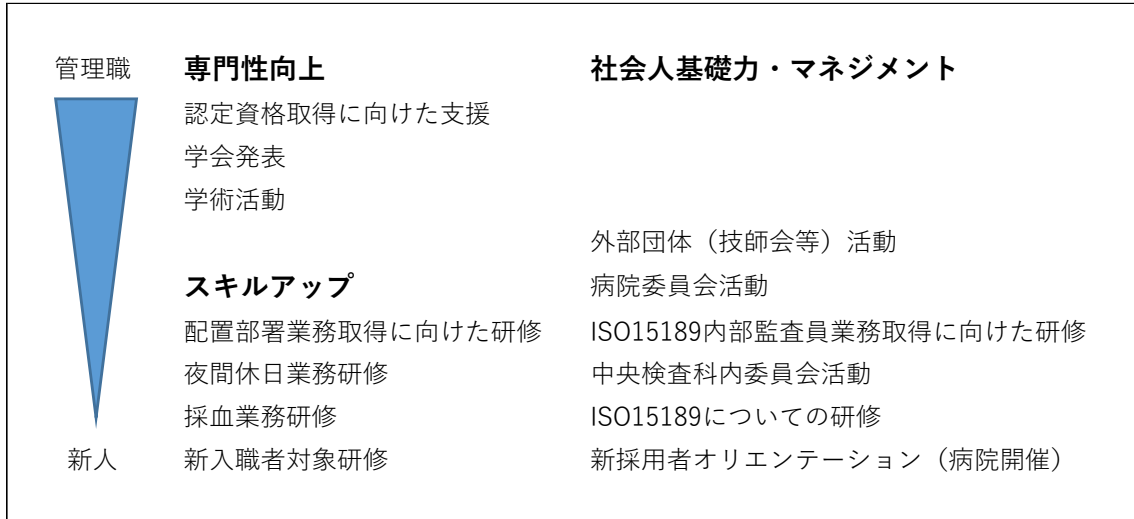 管理職
専門性向上
社会人基礎力・マネジメント
認定資格取得に向けた支援
学会発表
学術活動
外部団体（技師会等）活動
スキルアップ
病院委員会活動
配置部署業務取得に向けた研修
ISO15189内部監査員業務取得に向けた研修
夜間休日業務研修
中央検査科内委員会活動
採血業務研修
ISO15189についての研修
新人
新入職者対象研修
新採用者オリエンテーション（病院開催）